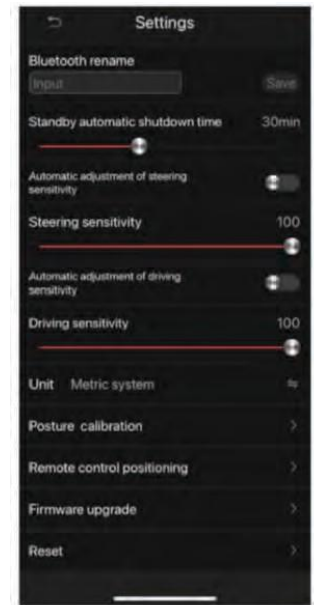 Settings
Bluetooth rename
Input
Save
Standby automatic shutdown time 30min
Automatic adjustment of steering
sensitivity
Steering sensitivity 100
Automatic adjustment of driving
sensitivity
Driving sensitivity 100
Unit Metric system
Posture calibration
Remote control positioning
Firmware upgrade
Reset